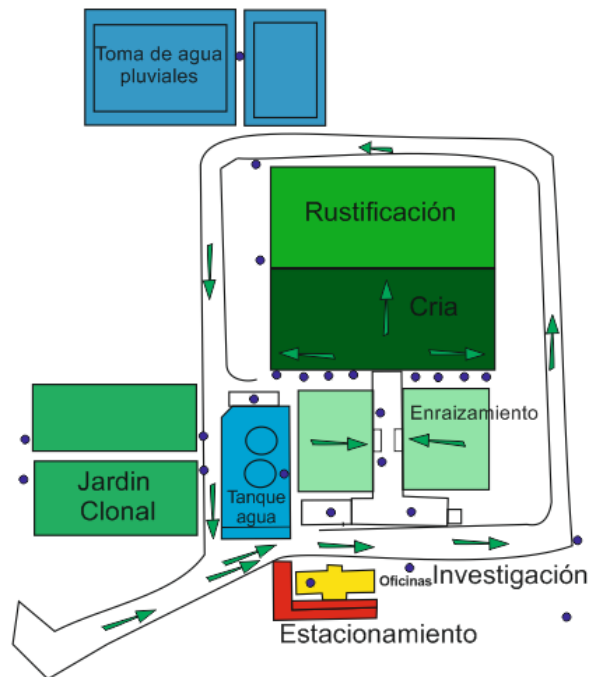 Toma de agua
pluviales
Rustificación
Cria
Enraizamiento
Jardin
Clonal
Tanque
agua
Oficinas
Investigación
Estacionamiento